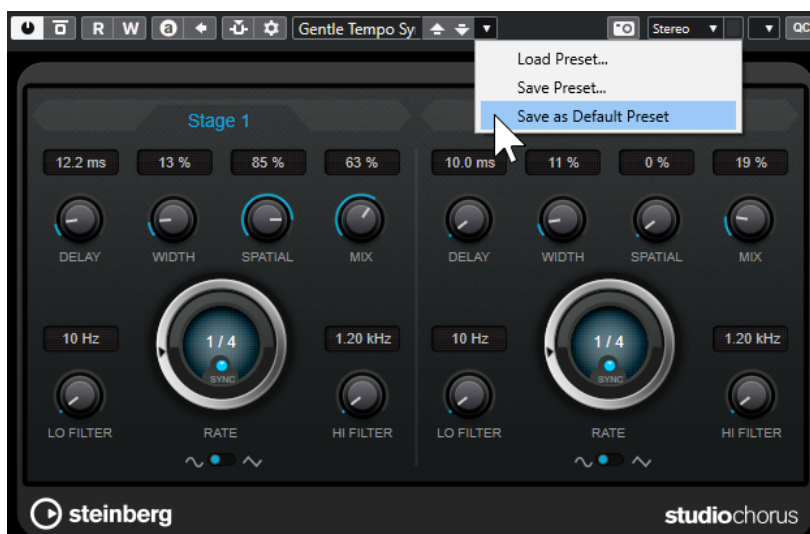 R W a Gentle Tempo Sy Stereo QC
Load Preset...
Save Preset...
Save as Default Preset
Stage 1
12.2 ms 13 % 85 % 63 % 10.0 ms 11 % 0 % 19 %
DELAY WIDTH SPATIAL MIX DELAY WIDTH SPATIAL MIX
10 Hz 1/4 1.20 kHz 10 Hz 1/4 1.20 kHz
SYNC SYNC
LO FILTER RATE HI FILTER LO FILTER RATE HI FILTER
steinberg studiochorus